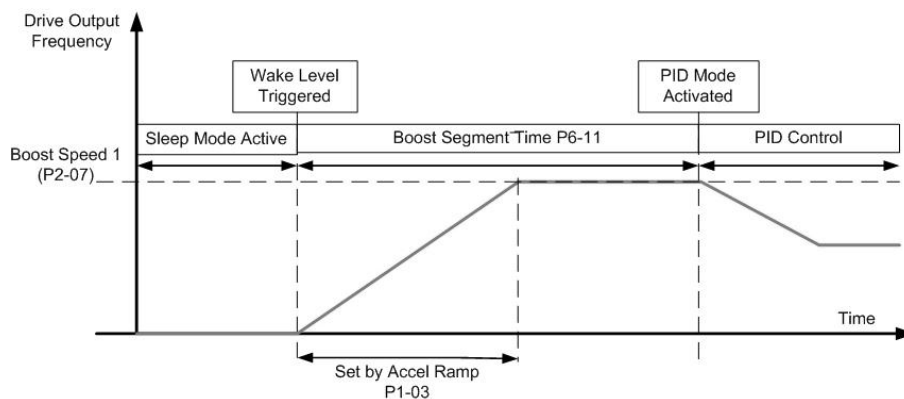 Drive Output
Frequency
Wake Level
Triggered
PID Mode
Activated
Sleep Mode Active
Boost Segment Time P6-11
PID Control
Boost Speed 1
(P2-07)
Time
Set by Accel Ramp
P1-03